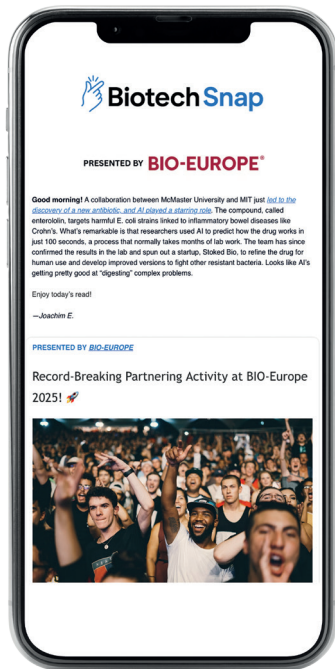 Biotech Snap
PRESENTED BY BIO-EUROPE®
Good morning! A collaboration between McMaster University and MIT just led to the
discovery of a new antibiotic, and AI played a starring role. The compound, called
enterololin, targets harmful E. coli strains linked to inflammatory bowel diseases like
Crohn's. What's remarkable is that researchers used AI to predict how the drug works in
just 100 seconds, a process that normally takes months of lab work. The team has since
confirmed the results in the lab and spun out a startup, Stoked Bio, to refine the drug for
human use and develop improved versions to fight other resistant bacteria. Looks like AI's
getting pretty good at “digesting” complex problems.
Enjoy today's read!
—Joachim E.
PRESENTED BY BIO-EUROPE
Record-Breaking Partnering Activity at BIO-Europe
2025! 🚀